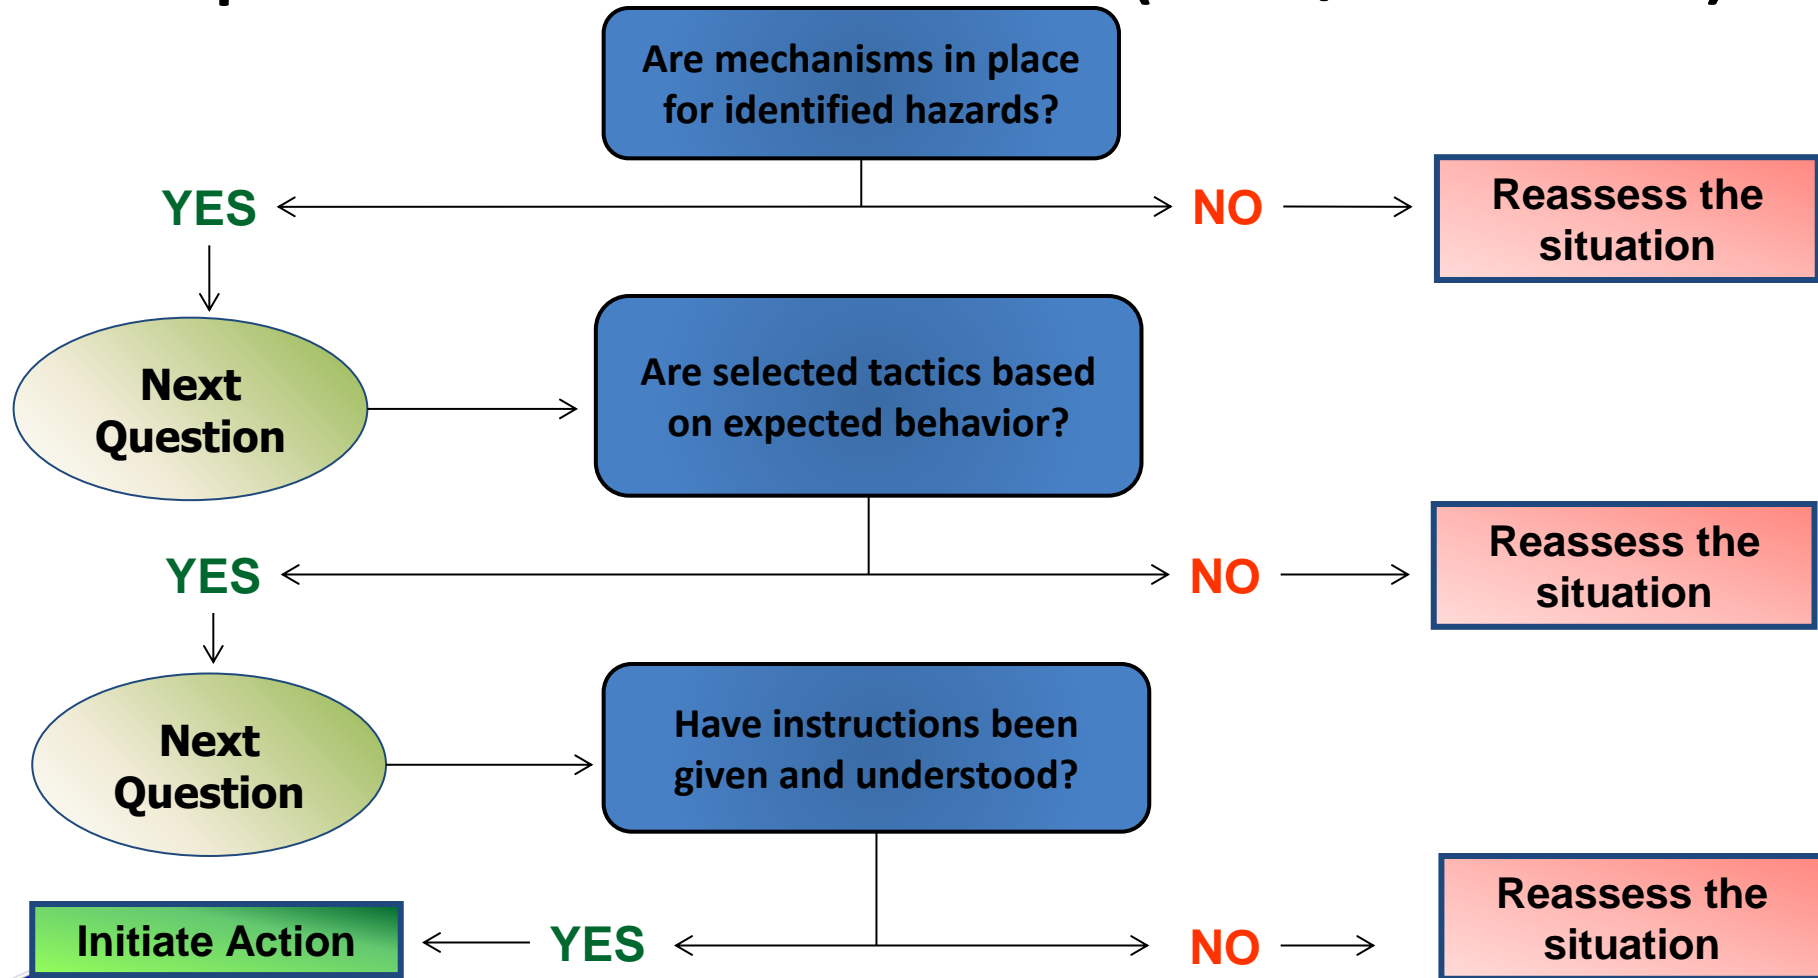 Are mechanisms in place
for identified hazards?
YES
NO
Reassess the
situation
Next
Question
Are selected tactics based
on expected behavior?
YES
NO
Reassess the
situation
Next
Question
Have instructions been
given and understood?
Initiate Action
YES
NO
Reassess the
situation